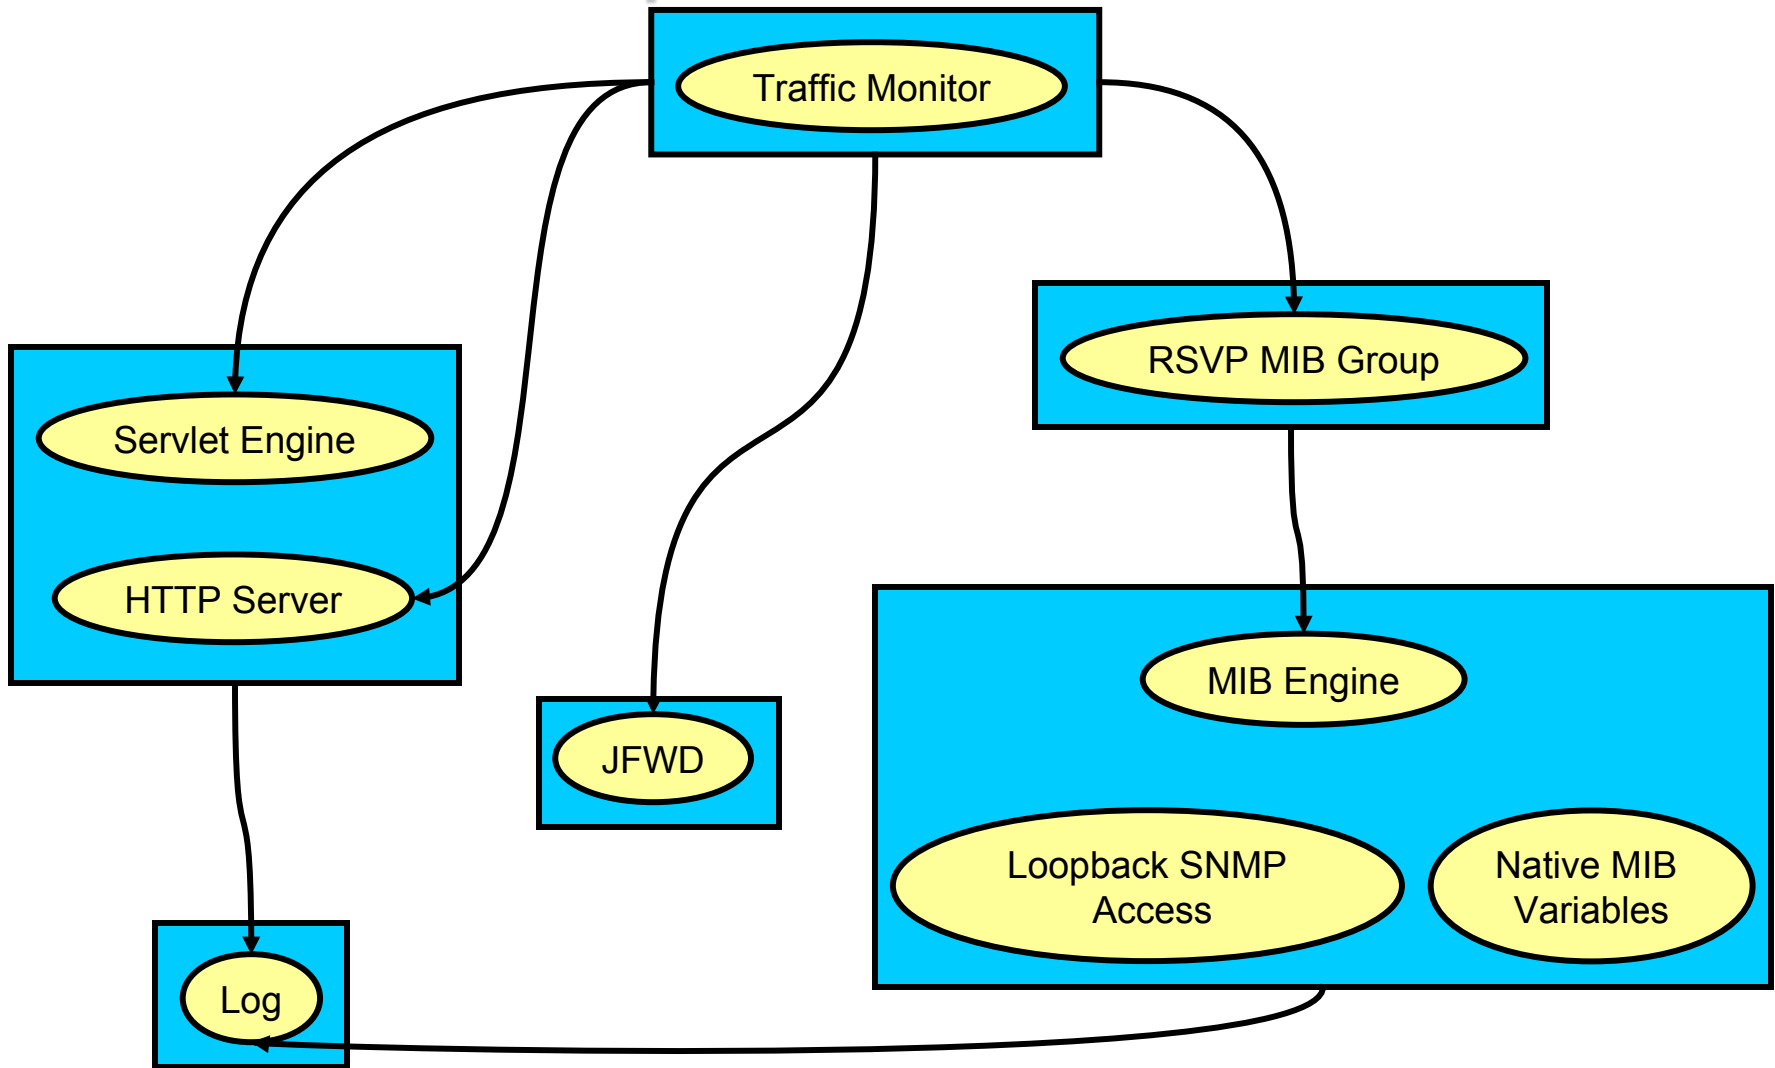 Traffic Monitor
RSVP MIB Group
Servlet Engine
HTTP Server
MIB Engine
JFWD
Loopback SNMP
Access
Native MIB
Variables
Log